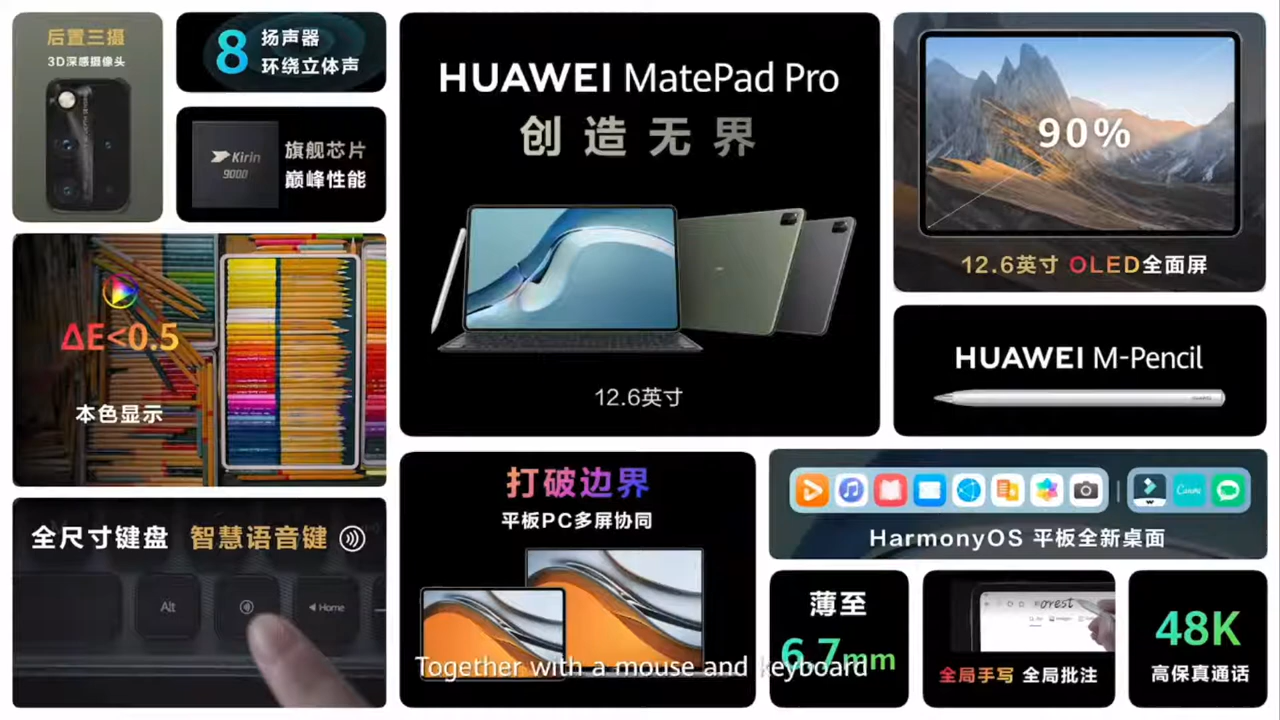 后置三摄
3D深感摄像头
8
扬声器
环绕立体声
Kirin
9000
旗舰芯片
巅峰性能
HUAWEI MatePad Pro
创造无界
12.6英寸
90%
12.6英寸 OLED全面屏
ΔE<0.5
本色显示
HUAWEI M-Pencil
全尺寸键盘 智慧语音键
Alt
Home
打破边界
平板PC多屏协同
HarmonyOS 平板全新桌面
Canva
薄至
6.7mm
orest
全局手写 全局批注
48K
高保真通话
Together with a mouse and keyboard